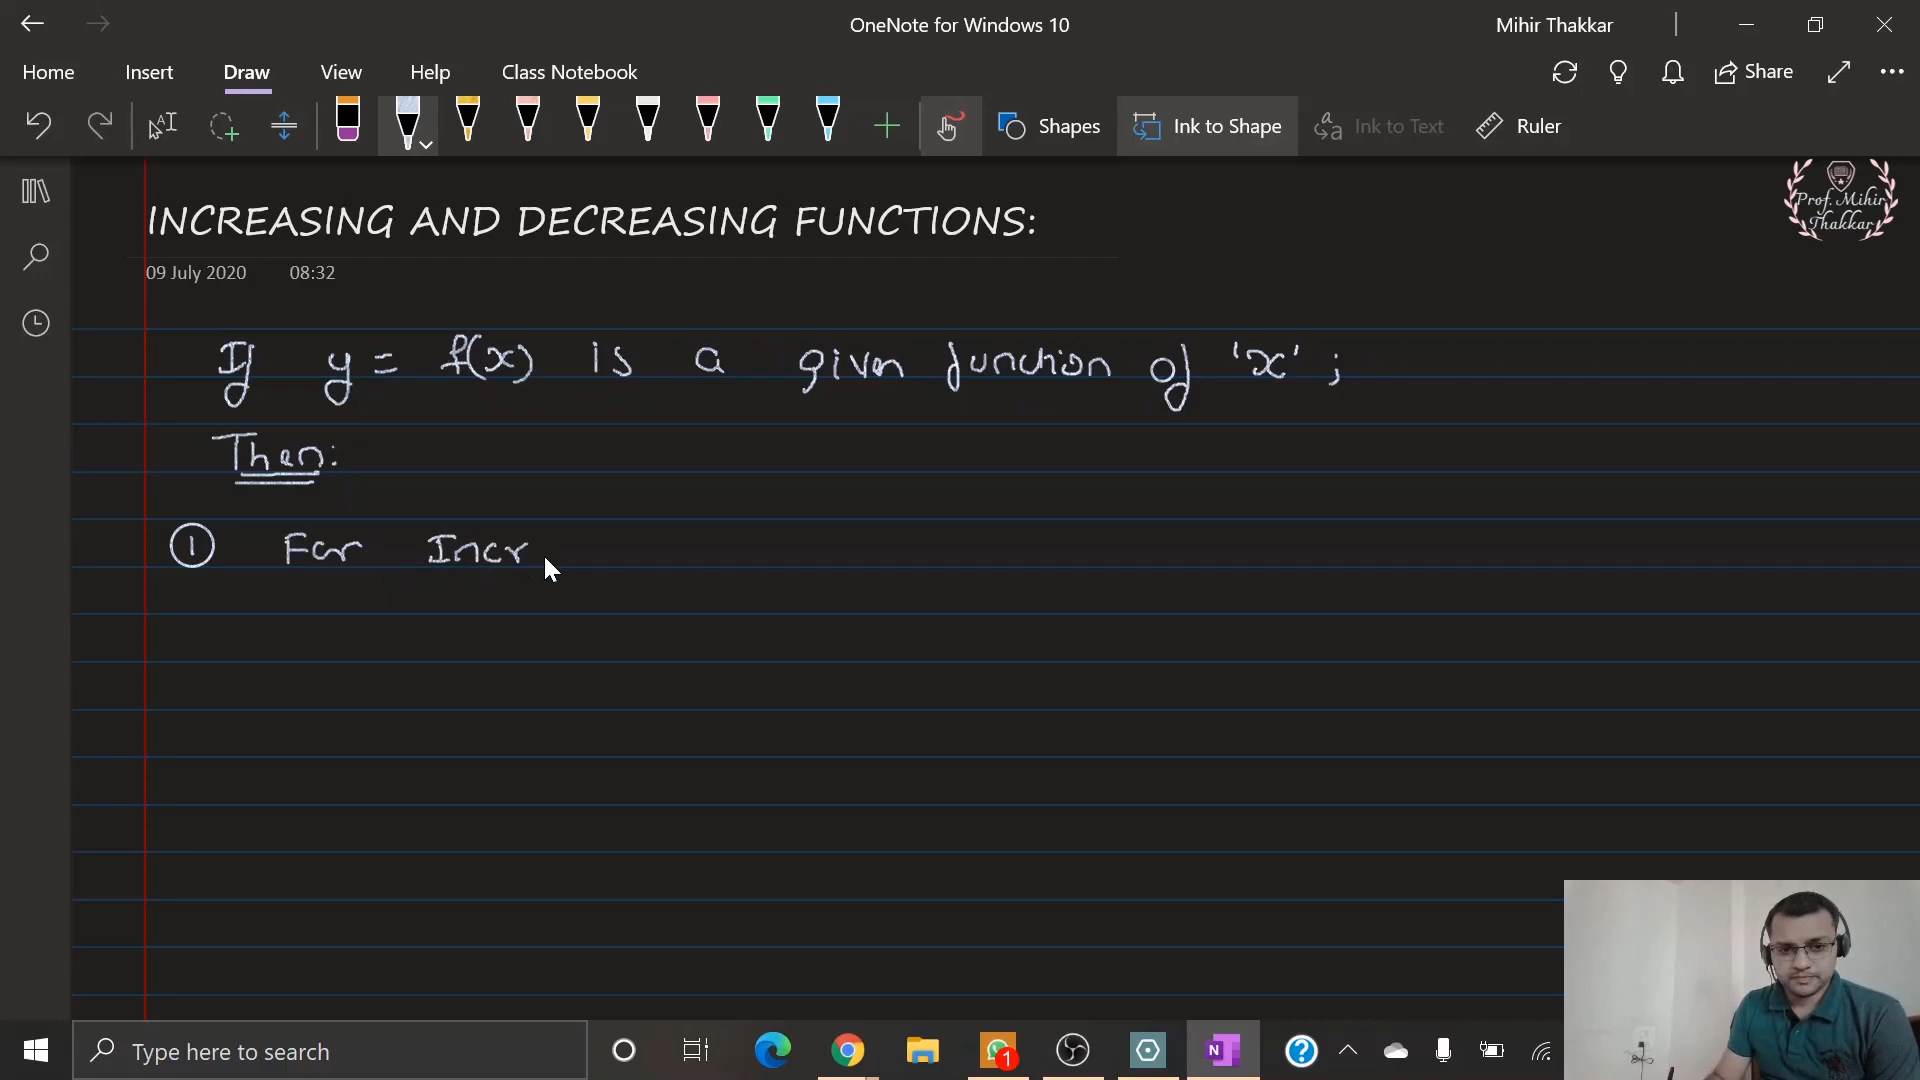 OneNote for Windows 10 Mihir Thakkar
Home Insert Draw View Help Class Notebook Share
Shapes Ink to Shape Ink to Text Ruler
Prof. Mihir
Thakkar
INCREASING AND DECREASING FUNCTIONS:
09 July 2020 08:32
If y = f(x) is a given function of 'x' ;
Then:
① For Incr
Type here to search 1